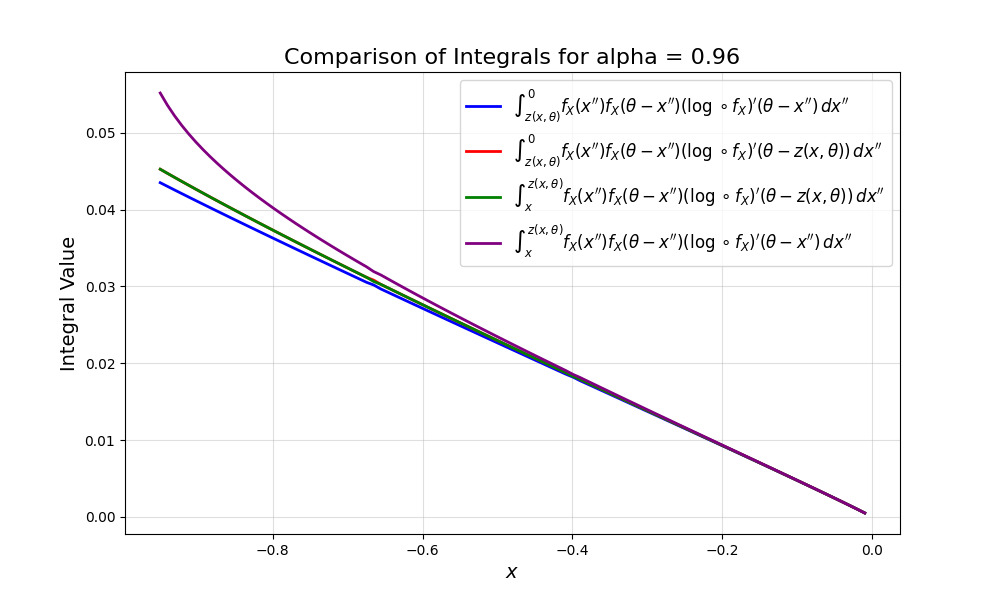 Comparison of Integrals for alpha = 0.96
∫_{z(x, θ)}^{0} f_X(x″)f_X(θ − x″)(log ∘ f_X)′(θ − x″) dx″
∫_{z(x, θ)}^{0} f_X(x″)f_X(θ − x″)(log ∘ f_X)′(θ − z(x, θ)) dx″
∫_{x}^{z(x, θ)} f_X(x″)f_X(θ − x″)(log ∘ f_X)′(θ − z(x, θ)) dx″
∫_{x}^{z(x, θ)} f_X(x″)f_X(θ − x″)(log ∘ f_X)′(θ − x″) dx″
Integral Value
0.05
0.04
0.03
0.02
0.01
0.00
−0.8 −0.6 −0.4 −0.2 0.0
x